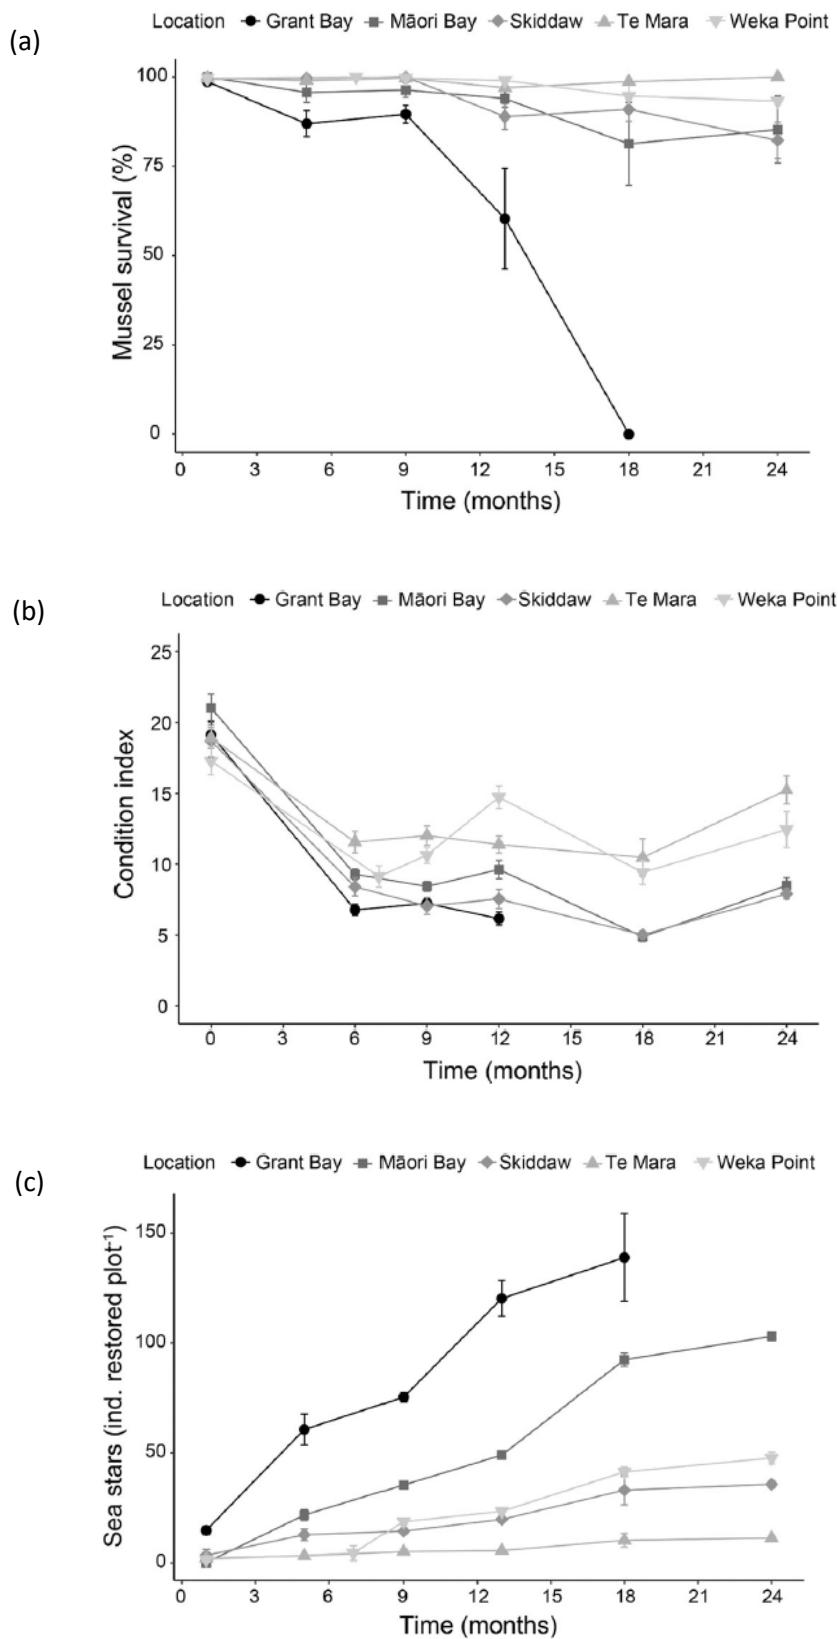 (a)
Location Grant Bay Māori Bay Skiddaw Te Mara Weka Point
Mussel survival (%)
100
75
50
25
0
0 3 6 9 12 15 18 21 24
Time (months)
(b)
Location Grant Bay Māori Bay Skiddaw Te Mara Weka Point
Condition index
25
20
15
10
5
0
0 3 6 9 12 15 18 21 24
Time (months)
(c)
Location Grant Bay Māori Bay Skiddaw Te Mara Weka Point
Sea stars (ind. restored plot⁻¹)
150
100
50
0
0 3 6 9 12 15 18 21 24
Time (months)